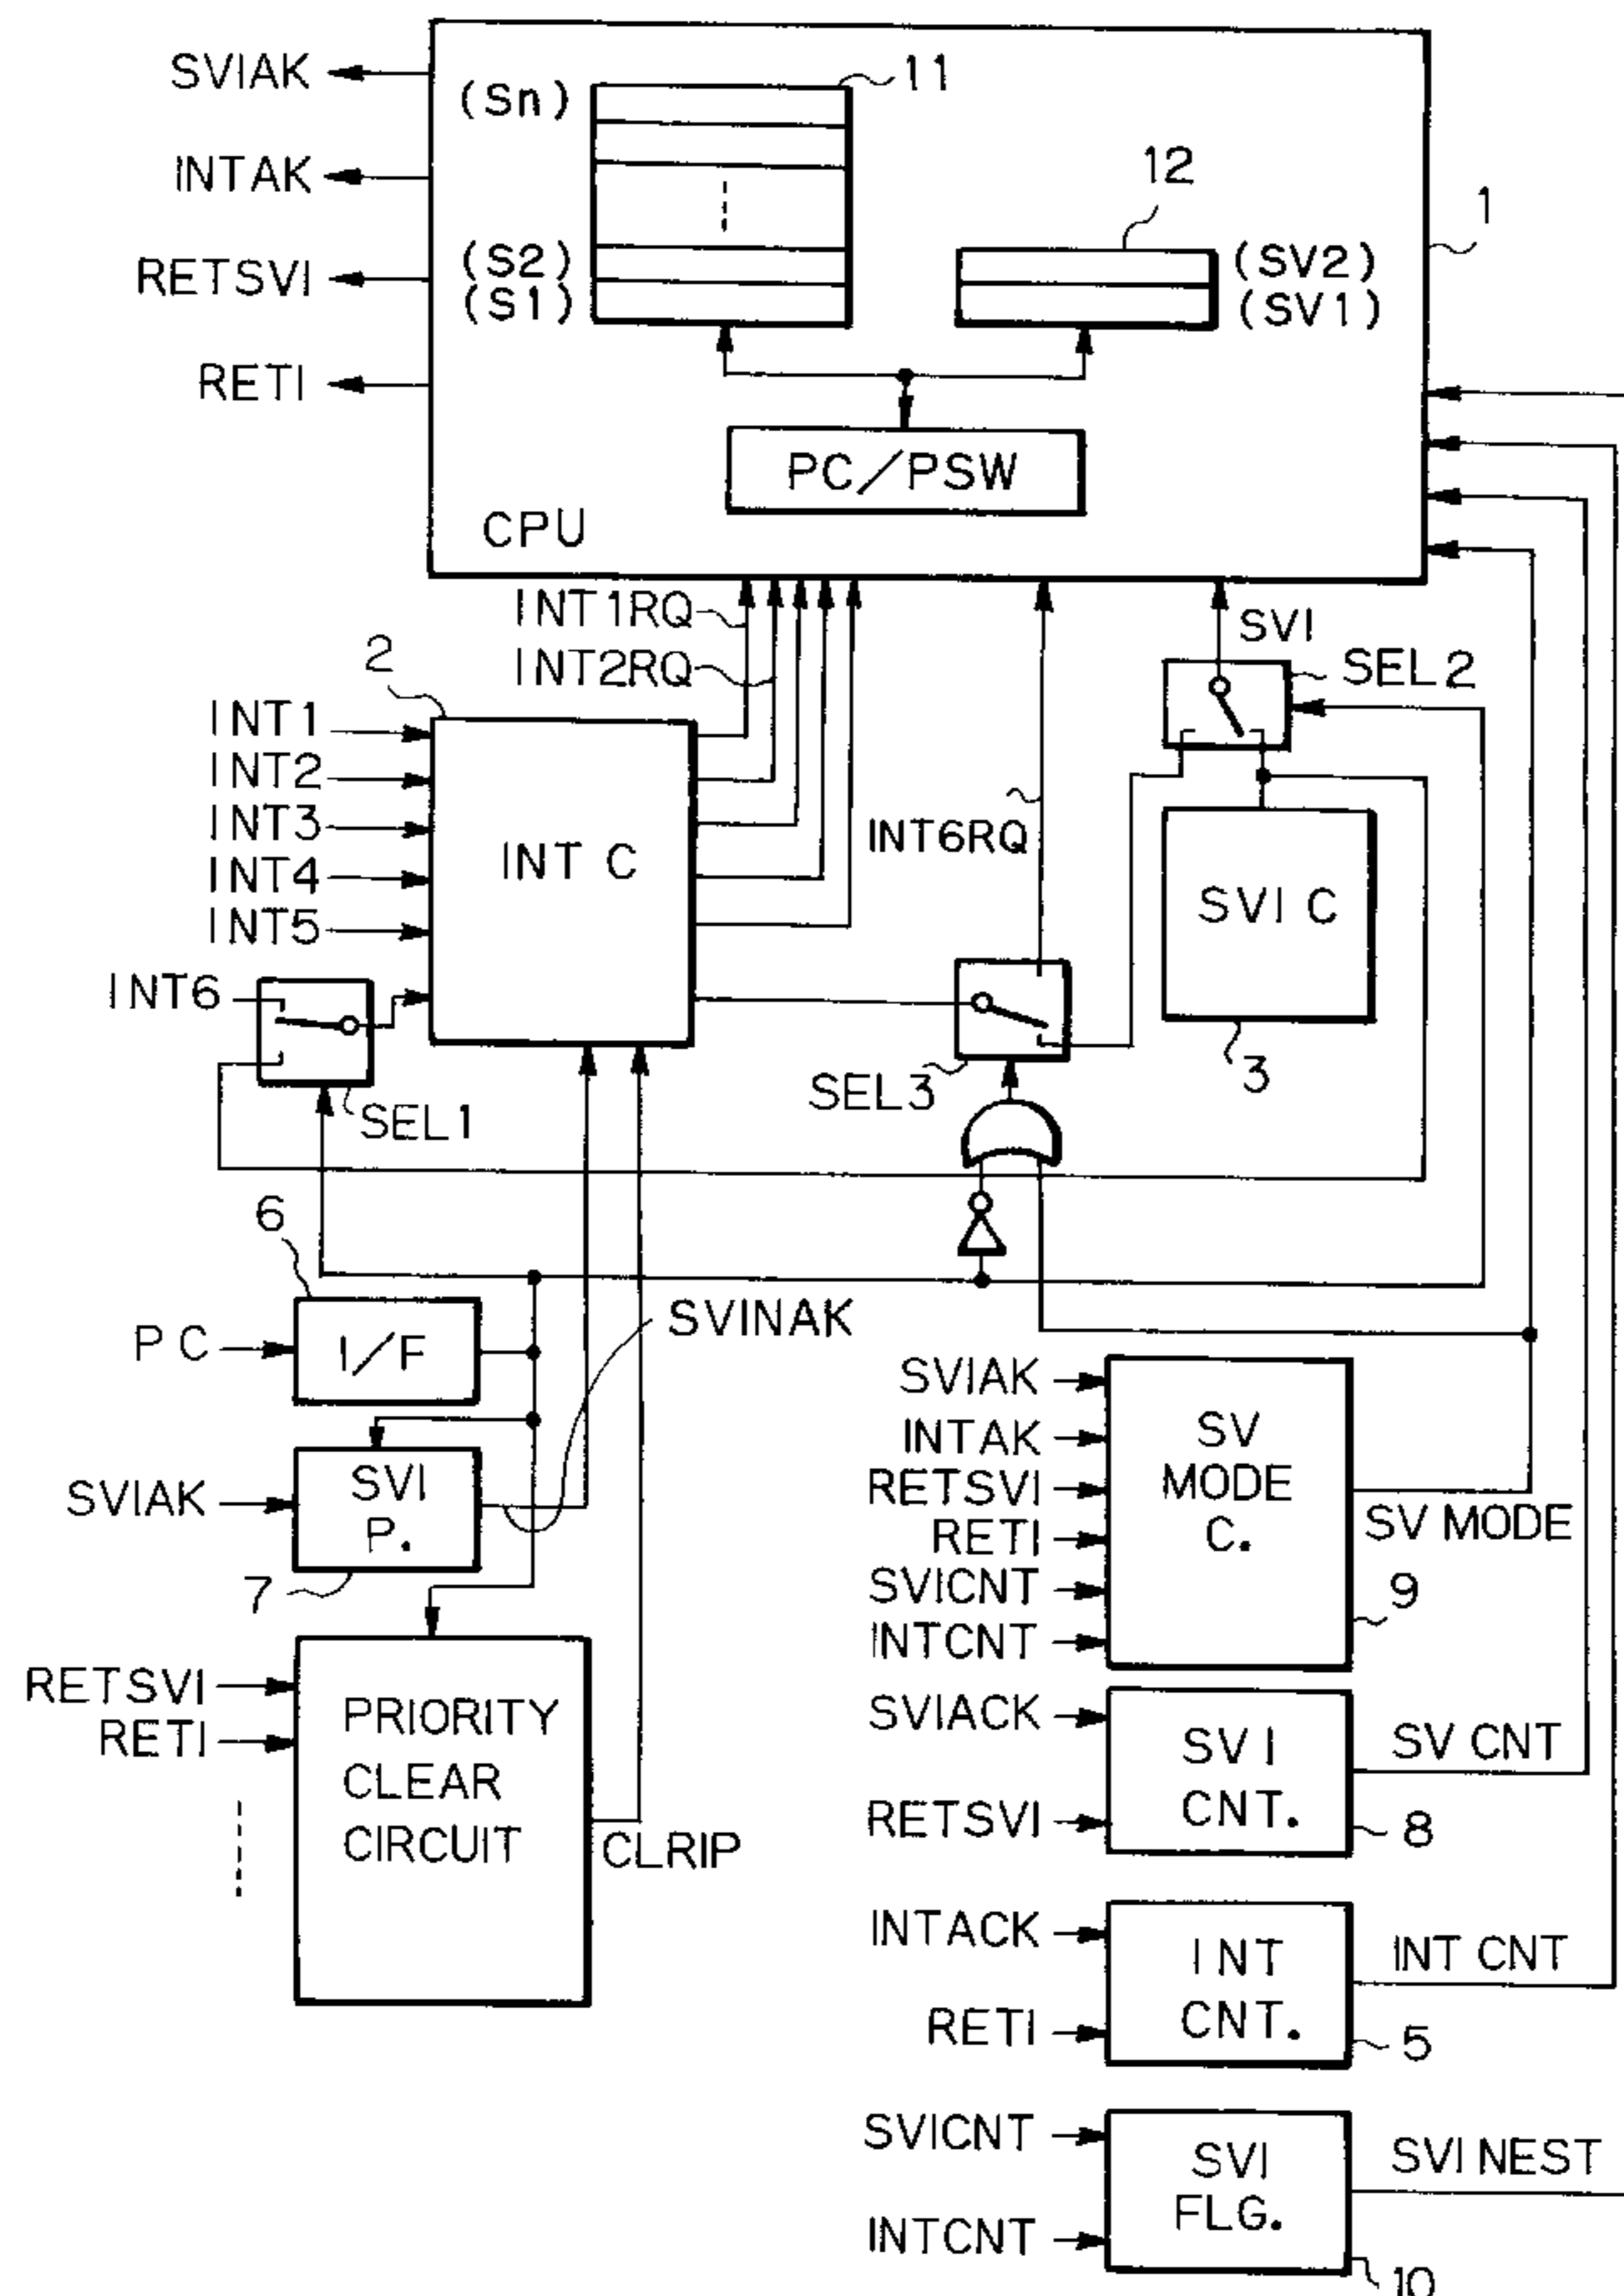 SVIAK
INTAK
RETSVI
RETI
(Sn)
(S2)
(S1)
11
12
(SV2)
(SV1)
1
PC/PSW
CPU
INT1RQ
INT2RQ
2
INT1
INT2
INT3
INT4
INT5
INT6
INT C
INT6RQ
SVI
SEL2
SVI C
3
SEL3
SEL1
6
PC
I/F
SVINAK
SVIAK
SVI
P.
7
RETSVI
RETI
PRIORITY
CLEAR
CIRCUIT
CLRIP
SVIAK
INTAK
RETSVI
RETI
SVICNT
INTCNT
SV
MODE
C.
SV MODE
9
SVIACK
RETSVI
SVI
CNT.
SV CNT
8
INTACK
RETI
INT
CNT.
INT CNT
5
SVICNT
INTCNT
SVI
FLG.
SVI NEST
10